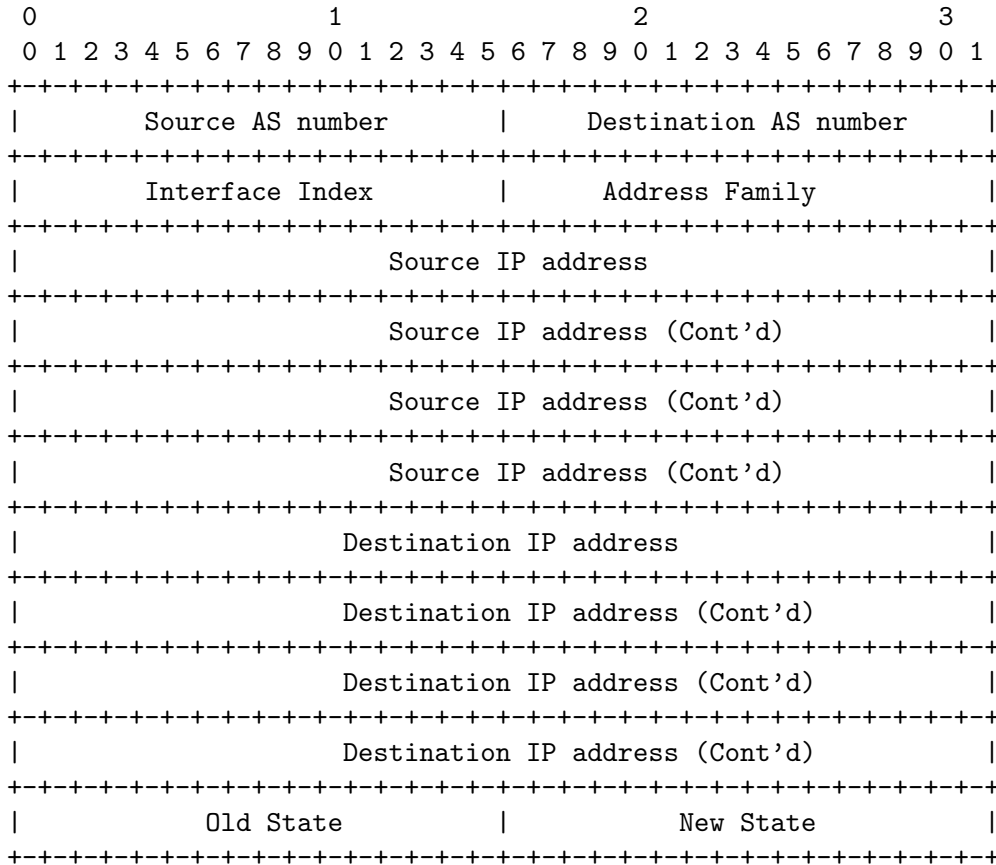 0                   1                   2                   3
0 1 2 3 4 5 6 7 8 9 0 1 2 3 4 5 6 7 8 9 0 1 2 3 4 5 6 7 8 9 0 1
+-+-+-+-+-+-+-+-+-+-+-+-+-+-+-+-+-+-+-+-+-+-+-+-+-+-+-+-+-+-+-+-+
|        Source AS number       |     Destination AS number     |
+-+-+-+-+-+-+-+-+-+-+-+-+-+-+-+-+-+-+-+-+-+-+-+-+-+-+-+-+-+-+-+-+
|        Interface Index        |      Address Family           |
+-+-+-+-+-+-+-+-+-+-+-+-+-+-+-+-+-+-+-+-+-+-+-+-+-+-+-+-+-+-+-+-+
|                        Source IP address                      |
+-+-+-+-+-+-+-+-+-+-+-+-+-+-+-+-+-+-+-+-+-+-+-+-+-+-+-+-+-+-+-+-+
|                        Source IP address (Cont’d)             |
+-+-+-+-+-+-+-+-+-+-+-+-+-+-+-+-+-+-+-+-+-+-+-+-+-+-+-+-+-+-+-+-+
|                        Source IP address (Cont’d)             |
+-+-+-+-+-+-+-+-+-+-+-+-+-+-+-+-+-+-+-+-+-+-+-+-+-+-+-+-+-+-+-+-+
|                        Source IP address (Cont’d)             |
+-+-+-+-+-+-+-+-+-+-+-+-+-+-+-+-+-+-+-+-+-+-+-+-+-+-+-+-+-+-+-+-+
|                     Destination IP address                    |
+-+-+-+-+-+-+-+-+-+-+-+-+-+-+-+-+-+-+-+-+-+-+-+-+-+-+-+-+-+-+-+-+
|                     Destination IP address (Cont’d)           |
+-+-+-+-+-+-+-+-+-+-+-+-+-+-+-+-+-+-+-+-+-+-+-+-+-+-+-+-+-+-+-+-+
|                     Destination IP address (Cont’d)           |
+-+-+-+-+-+-+-+-+-+-+-+-+-+-+-+-+-+-+-+-+-+-+-+-+-+-+-+-+-+-+-+-+
|                     Destination IP address (Cont’d)           |
+-+-+-+-+-+-+-+-+-+-+-+-+-+-+-+-+-+-+-+-+-+-+-+-+-+-+-+-+-+-+-+-+
|            Old State          |           New State           |
+-+-+-+-+-+-+-+-+-+-+-+-+-+-+-+-+-+-+-+-+-+-+-+-+-+-+-+-+-+-+-+-+